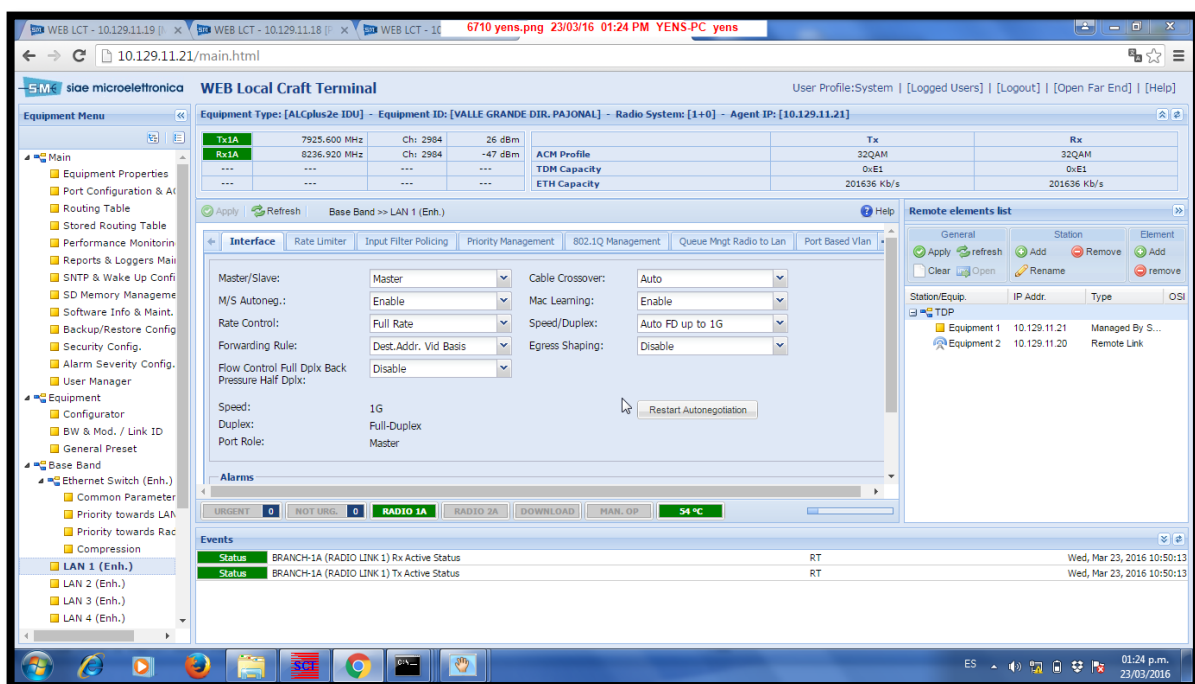 6710 yens.png 23/03/16 01:24 PM YENS-PC yens
WEB LCT - 10.129.11.19 [
WEB LCT - 10.129.11.18 [F
WEB LCT - 10
10.129.11.21/main.html
S·M· siae microelettronica
WEB Local Craft Terminal
User Profile:System | [Logged Users] | [Logout] | [Open Far End] | [Help]
Equipment Menu
Equipment Type: [ALCplus2e IDU] - Equipment ID: [VALLE GRANDE DIR. PAJONAL] - Radio System: [1+0] - Agent IP: [10.129.11.21]
Tx1A 7925.600 MHz Ch: 2984 26 dBm Tx Rx
Rx1A 8236.920 MHz Ch: 2984 -47 dBm ACM Profile 32QAM 32QAM
--- --- --- --- TDM Capacity 0xE1 0xE1
--- --- --- --- ETH Capacity 201636 Kb/s 201636 Kb/s
Main
Equipment Properties
Port Configuration & A
Routing Table
Stored Routing Table
Performance Monitorin
Reports & Loggers Mai
SNTP & Wake Up Confi
SD Memory Manageme
Software Info & Maint.
Backup/Restore Config
Security Config.
Alarm Severity Config.
User Manager
Equipment
Configurator
BW & Mod. / Link ID
General Preset
Base Band
Ethernet Switch (Enh.)
Common Parameter
Priority towards LAN
Priority towards Rad
Compression
LAN 1 (Enh.)
LAN 2 (Enh.)
LAN 3 (Enh.)
LAN 4 (Enh.)
Apply Refresh Base Band >> LAN 1 (Enh.) Help
Interface Rate Limiter Input Filter Policing Priority Management 802.1Q Management Queue Mngt Radio to Lan Port Based Vlan
Master/Slave: Master Cable Crossover: Auto
M/S Autoneg.: Enable Mac Learning: Enable
Rate Control: Full Rate Speed/Duplex: Auto FD up to 1G
Forwarding Rule: Dest.Addr. Vid Basis Egress Shaping: Disable
Flow Control Full Dplx Back Disable
Pressure Half Dplx:
Speed: 1G Restart Autonegotiation
Duplex: Full-Duplex
Port Role: Master
Alarms
URGENT 0 NOT URG. 0 RADIO 1A RADIO 2A DOWNLOAD MAN. OP 54 ºC
Remote elements list
General Station Element
Apply refresh Add Remove Add
Clear Open Rename remove
Station/Equip. IP Addr. Type OSI
TDP
Equipment 1 10.129.11.21 Managed By S...
Equipment 2 10.129.11.20 Remote Link
Events
Status BRANCH-1A (RADIO LINK 1) Rx Active Status RT Wed, Mar 23, 2016 10:50:13
Status BRANCH-1A (RADIO LINK 1) Tx Active Status RT Wed, Mar 23, 2016 10:50:13
SCT
C:\_
ES
01:24 p.m.
23/03/2016